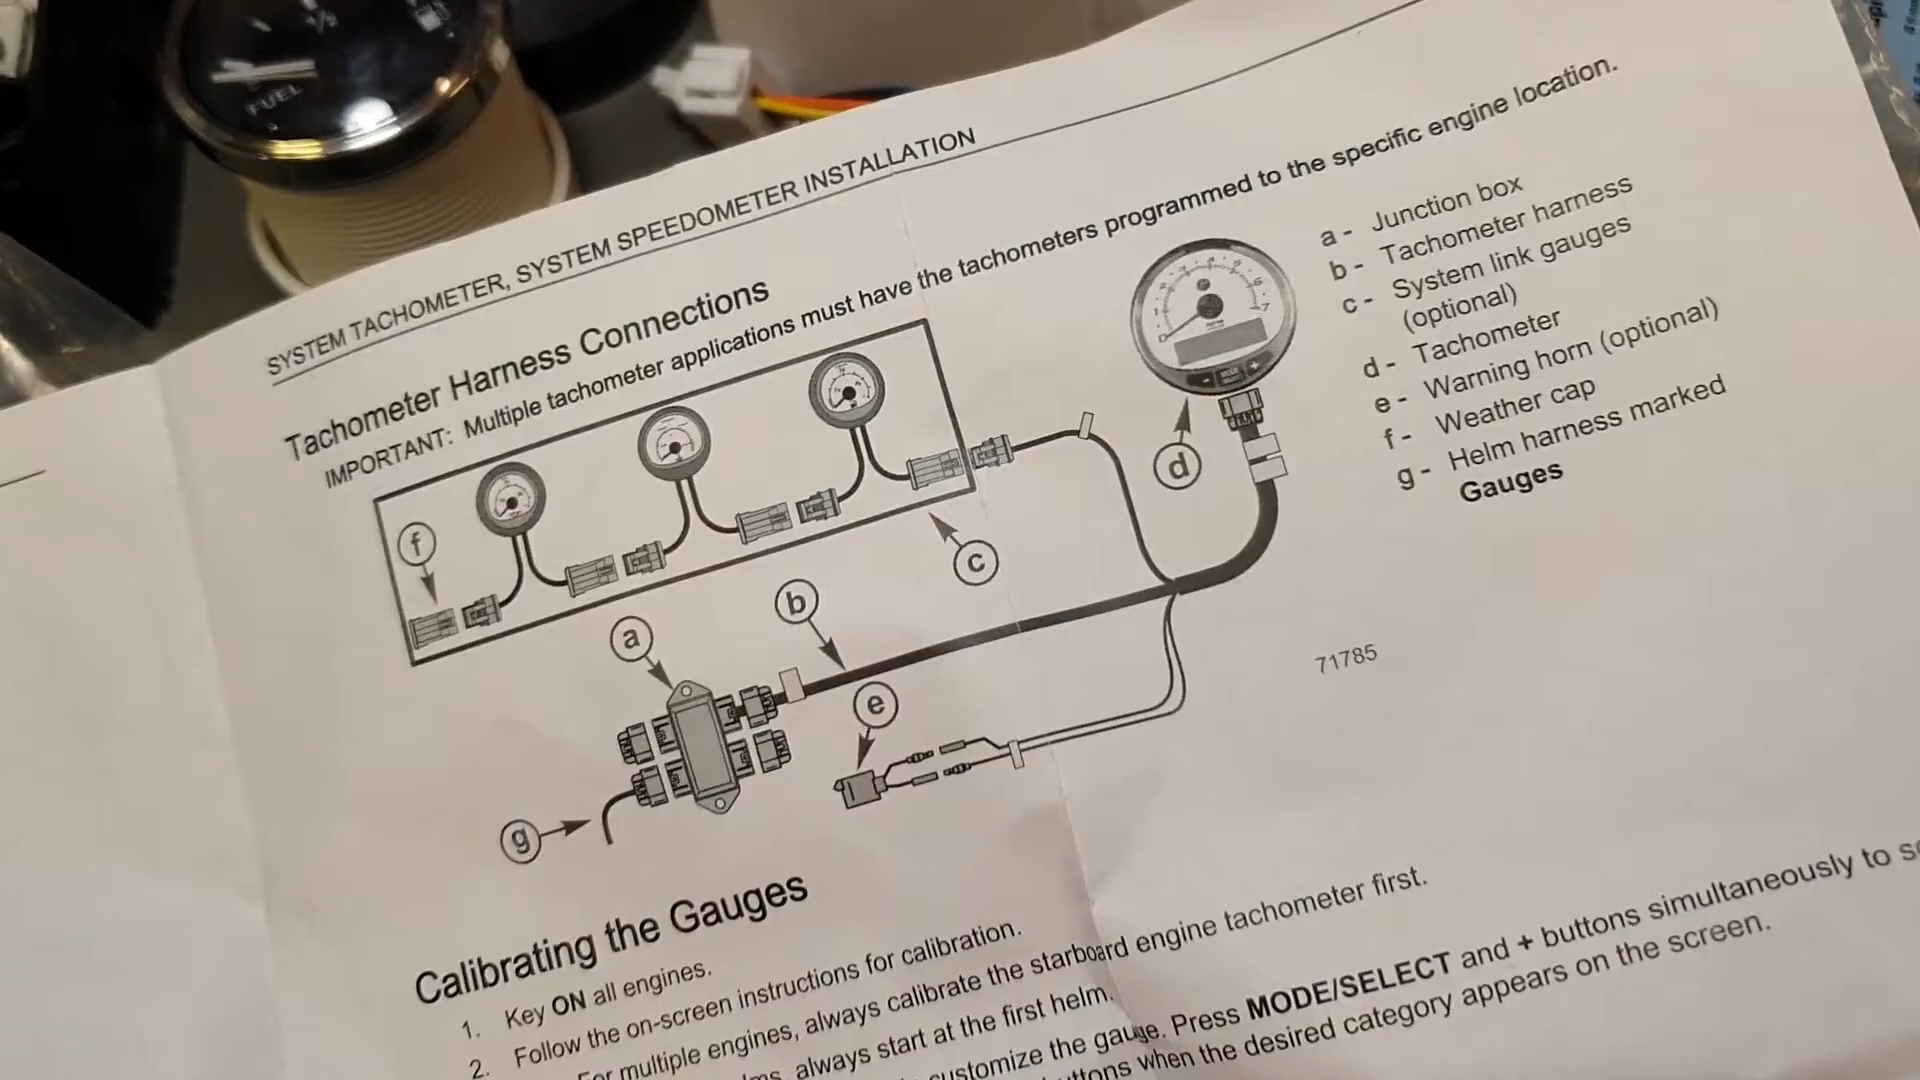 FUEL
1/2
SYSTEM TACHOMETER, SYSTEM SPEEDOMETER INSTALLATION
Tachometer Harness Connections
IMPORTANT: Multiple tachometer applications must have the tachometers programmed to the specific engine location.
a - Junction box
b - Tachometer harness
c - System link gauges
(optional)
d - Tachometer
e - Warning horn (optional)
f - Weather cap
g - Helm harness marked
Gauges
f
c
d
b
a
e
g
71785
Calibrating the Gauges
1. Key ON all engines.
2. Follow the on-screen instructions for calibration.
For multiple engines, always calibrate the starboard engine tachometer first.
always start at the first helm.
customize the gauge. Press MODE/SELECT and + buttons simultaneously to
when the desired category appears on the screen.